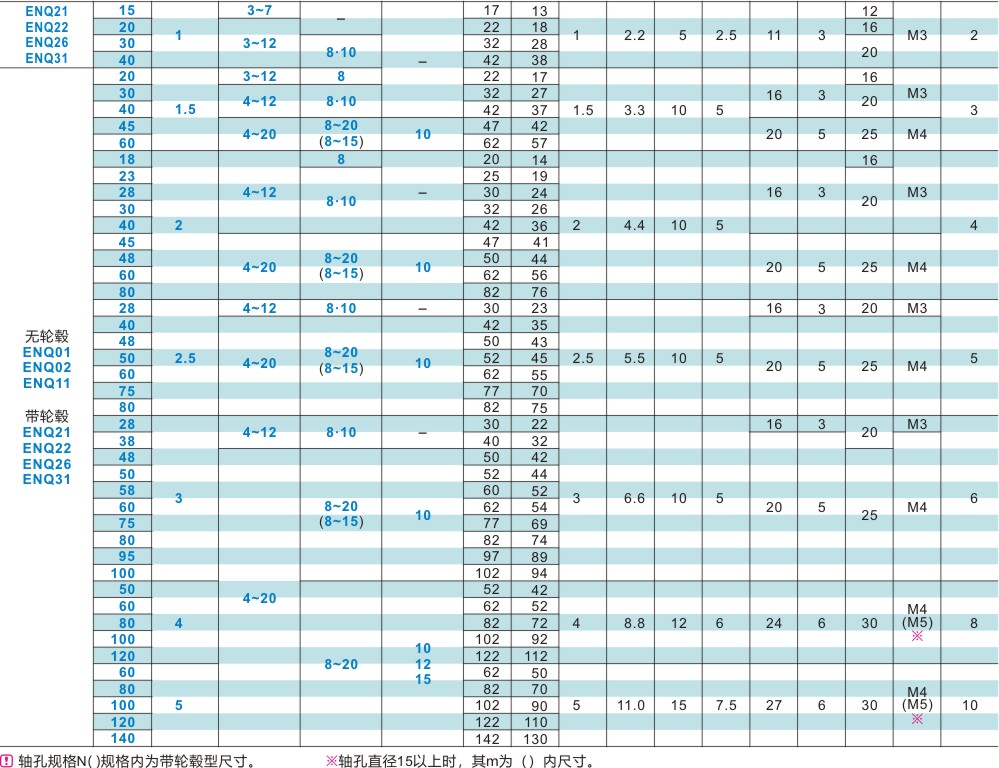 ENQ21 15 3~7 – 17 13 12
ENQ22 20 22 18 16
1 1 2.2 5 2.5 11 3 M3 2
ENQ26 30 3~12 32 28
8·10 20
ENQ31 40 – 42 38
20 3~12 8 22 17 16
30 32 27 M3
4~12 8·10 16 3 20
40 1.5 42 37 1.5 3.3 10 5 3
45 8~20 47 42
4~20 10 20 5 25 M4
60 (8~15) 62 57
18 8 20 14 16
23 25 19
28 4~12 – 30 24 16 3 M3
8·10 20
30 32 26
40 2 42 36 2 4.4 10 5 4
45 47 41
48 8~20 50 44
4~20 10 20 5 25 M4
60 (8~15) 62 56
80 82 76
28 4~12 8·10 – 30 23 16 3 20 M3
40 42 35
无轮毂 48 50 43
ENQ01 8~20
50 2.5 52 45 2.5 5.5 10 5 5
4~20 10 20 5 25 M4
ENQ02 60 (8~15) 62 55
ENQ11 75 77 70
80 82 75
带轮毂 28 30 22 16 3 M3
ENQ21 4~12 8·10 – 20
38 40 32
ENQ22 48 50 42
ENQ26 50 52 44
ENQ31 58 60 52
3 3 6.6 10 5 6
60 8~20 62 54 20 5 M4
10 25
75 (8~15) 77 69
80 82 74
95 97 89
100 102 94
50 52 42
4~20
60 62 52 M4
80 4 82 72 4 8.8 12 6 24 6 30 (M5) 8
100 10 102 92 ※
120 122 112
8~20 12
60 62 50
15
80 82 70 M4
100 5 102 90 5 11.0 15 7.5 27 6 30 (M5) 10
120 122 110 ※
140 142 130
! 轴孔规格N( )规格内为带轮毂型尺寸。 ※轴孔直径15以上时，其m为（）内尺寸。